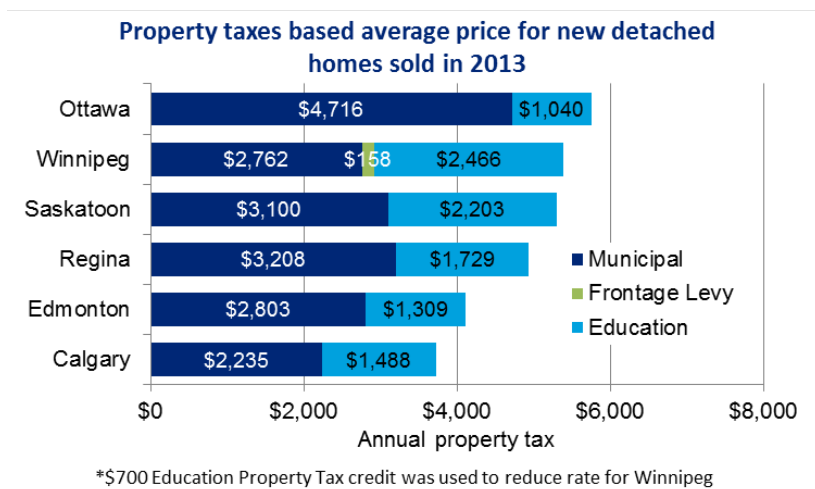 Property taxes based average price for new detached
homes sold in 2013
Ottawa $4,716 $1,040
Winnipeg $2,762 $158 $2,466
Saskatoon $3,100 $2,203
Regina $3,208 $1,729
Municipal
Frontage Levy
Education
Edmonton $2,803 $1,309
Calgary $2,235 $1,488
$0 $2,000 $4,000 $6,000 $8,000
Annual property tax
*$700 Education Property Tax credit was used to reduce rate for Winnipeg